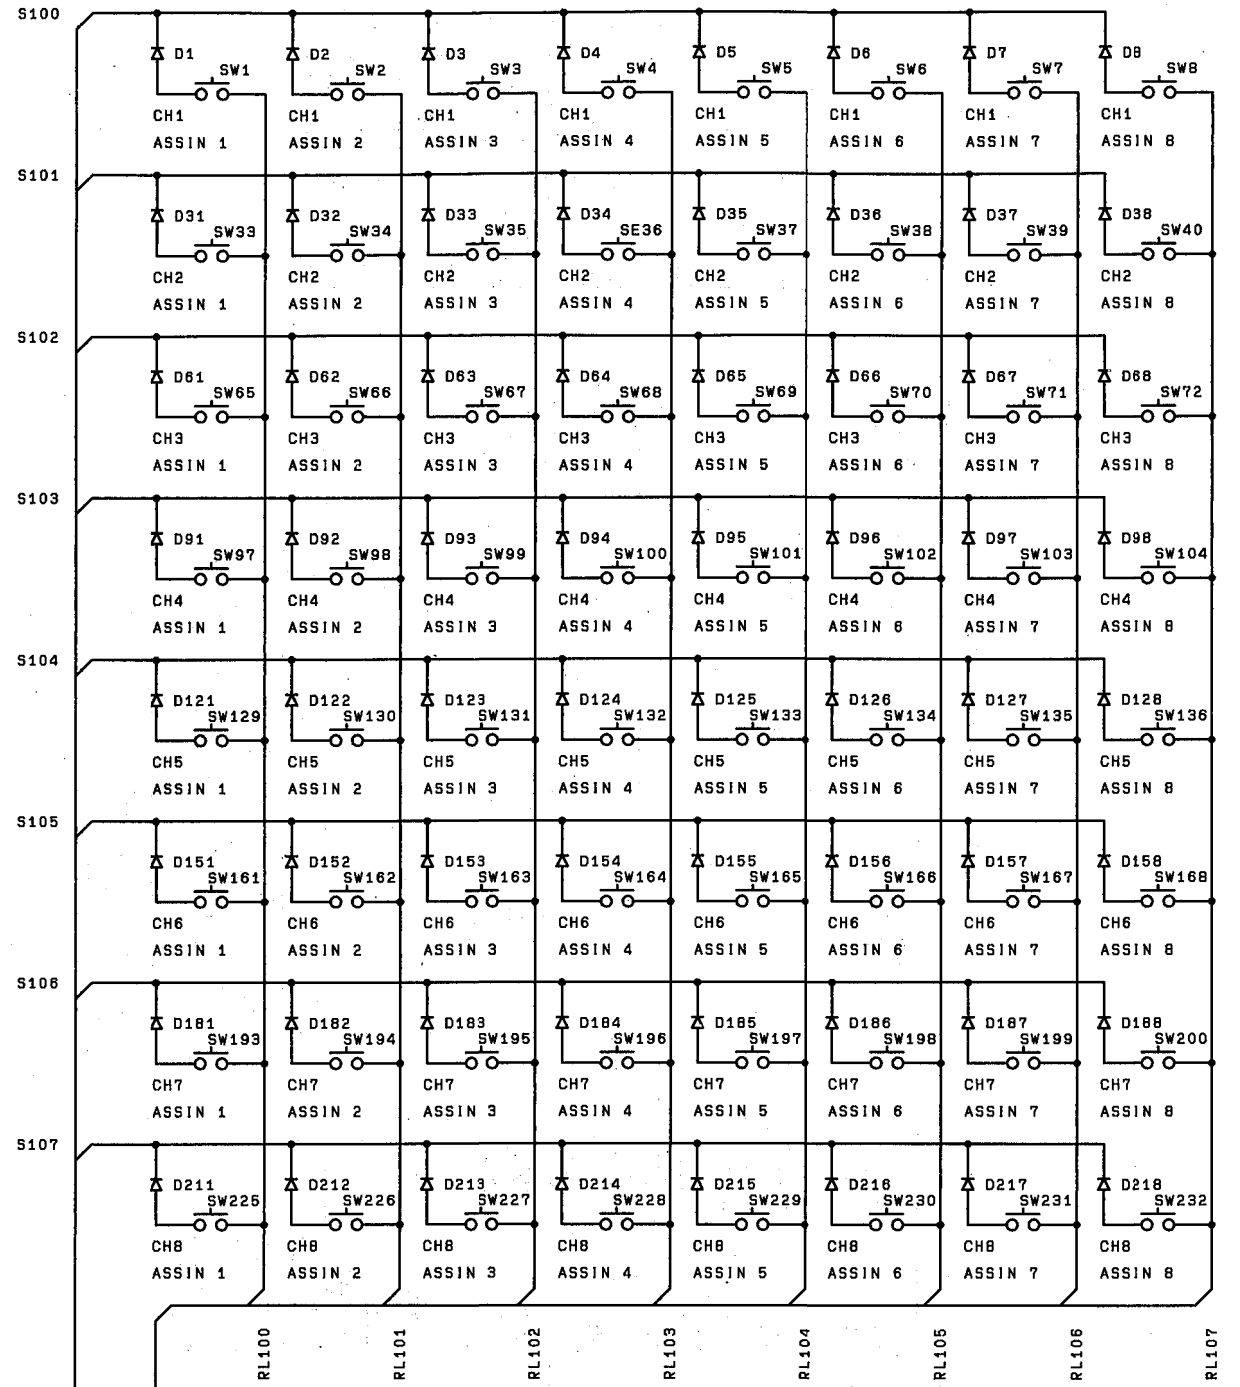 S100
D1 D2 D3 D4 D5 D6 D7 D8
SW1 SW2 SW3 SW4 SW5 SW6 SW7 SW8
CH1 CH1 CH1 CH1 CH1 CH1 CH1 CH1
ASSIN 1 ASSIN 2 ASSIN 3 ASSIN 4 ASSIN 5 ASSIN 6 ASSIN 7 ASSIN 8
S101
D31 D32 D33 D34 D35 D36 D37 D38
SW33 SW34 SW35 SE36 SW37 SW38 SW39 SW40
CH2 CH2 CH2 CH2 CH2 CH2 CH2 CH2
ASSIN 1 ASSIN 2 ASSIN 3 ASSIN 4 ASSIN 5 ASSIN 6 ASSIN 7 ASSIN 8
S102
D61 D62 D63 D64 D65 D66 D67 D68
SW65 SW66 SW67 SW68 SW69 SW70 SW71 SW72
CH3 CH3 CH3 CH3 CH3 CH3 CH3 CH3
ASSIN 1 ASSIN 2 ASSIN 3 ASSIN 4 ASSIN 5 ASSIN 6 ASSIN 7 ASSIN 8
S103
D91 D92 D93 D94 D95 D96 D97 D98
SW97 SW98 SW99 SW100 SW101 SW102 SW103 SW104
CH4 CH4 CH4 CH4 CH4 CH4 CH4 CH4
ASSIN 1 ASSIN 2 ASSIN 3 ASSIN 4 ASSIN 5 ASSIN 6 ASSIN 7 ASSIN 8
S104
D121 D122 D123 D124 D125 D126 D127 D128
SW129 SW130 SW131 SW132 SW133 SW134 SW135 SW136
CH5 CH5 CH5 CH5 CH5 CH5 CH5 CH5
ASSIN 1 ASSIN 2 ASSIN 3 ASSIN 4 ASSIN 5 ASSIN 6 ASSIN 7 ASSIN 8
S105
D151 D152 D153 D154 D155 D156 D157 D158
SW161 SW162 SW163 SW164 SW165 SW166 SW167 SW168
CH6 CH6 CH6 CH6 CH6 CH6 CH6 CH6
ASSIN 1 ASSIN 2 ASSIN 3 ASSIN 4 ASSIN 5 ASSIN 6 ASSIN 7 ASSIN 8
S106
D181 D182 D183 D184 D185 D186 D187 D188
SW193 SW194 SW195 SW196 SW197 SW198 SW199 SW200
CH7 CH7 CH7 CH7 CH7 CH7 CH7 CH7
ASSIN 1 ASSIN 2 ASSIN 3 ASSIN 4 ASSIN 5 ASSIN 6 ASSIN 7 ASSIN 8
S107
D211 D212 D213 D214 D215 D216 D217 D218
SW225 SW226 SW227 SW228 SW229 SW230 SW231 SW232
CH8 CH8 CH8 CH8 CH8 CH8 CH8 CH8
ASSIN 1 ASSIN 2 ASSIN 3 ASSIN 4 ASSIN 5 ASSIN 6 ASSIN 7 ASSIN 8
RL100 RL101 RL102 RL103 RL104 RL105 RL106 RL107